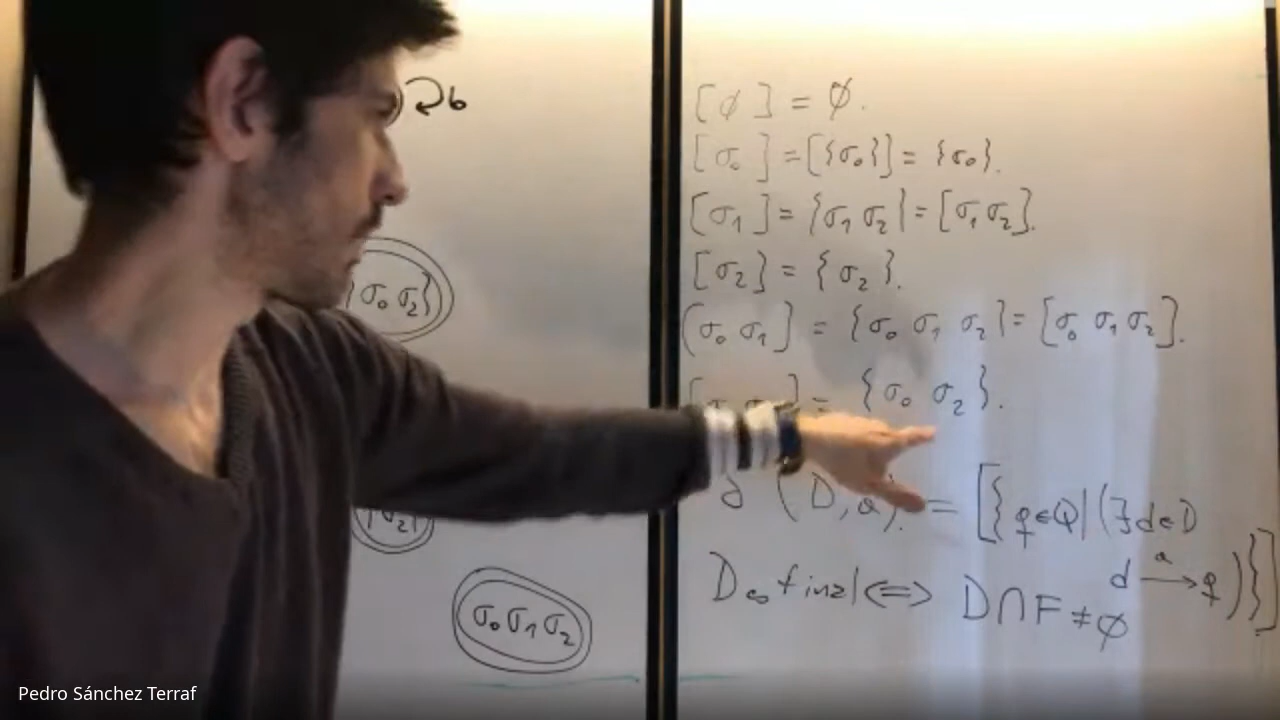 b
[∅] = ∅.
[σ₀] = [{σ₀}] = {σ₀}.
[σ₁] = {σ₁ σ₂} = [σ₁ σ₂].
[σ₂] = {σ₂}.
[σ₀ σ₁] = {σ₀ σ₁ σ₂} = [σ₀ σ₁ σ₂].
= {σ₀ σ₂}.
(D, a) = [{q∈Q | (∃ d∈D
d -a→ q)}]
D es final ⟺ D∩F ≠ ∅
{σ₀ σ₂}
{σ₂}
σ₀ σ₁ σ₂
Pedro Sánchez Terraf